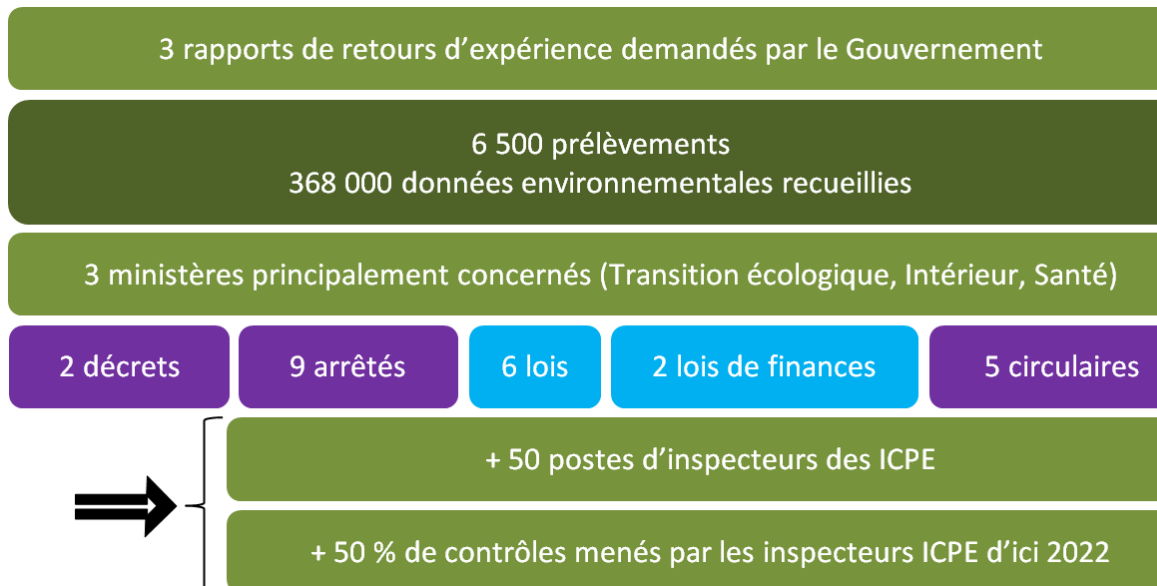 3 rapports de retours d’expérience demandés par le Gouvernement
6 500 prélèvements
368 000 données environnementales recueillies
3 ministères principalement concernés (Transition écologique, Intérieur, Santé)
2 décrets
9 arrêtés
6 lois
2 lois de finances
5 circulaires
+ 50 postes d’inspecteurs des ICPE
+ 50 % de contrôles menés par les inspecteurs ICPE d’ici 2022